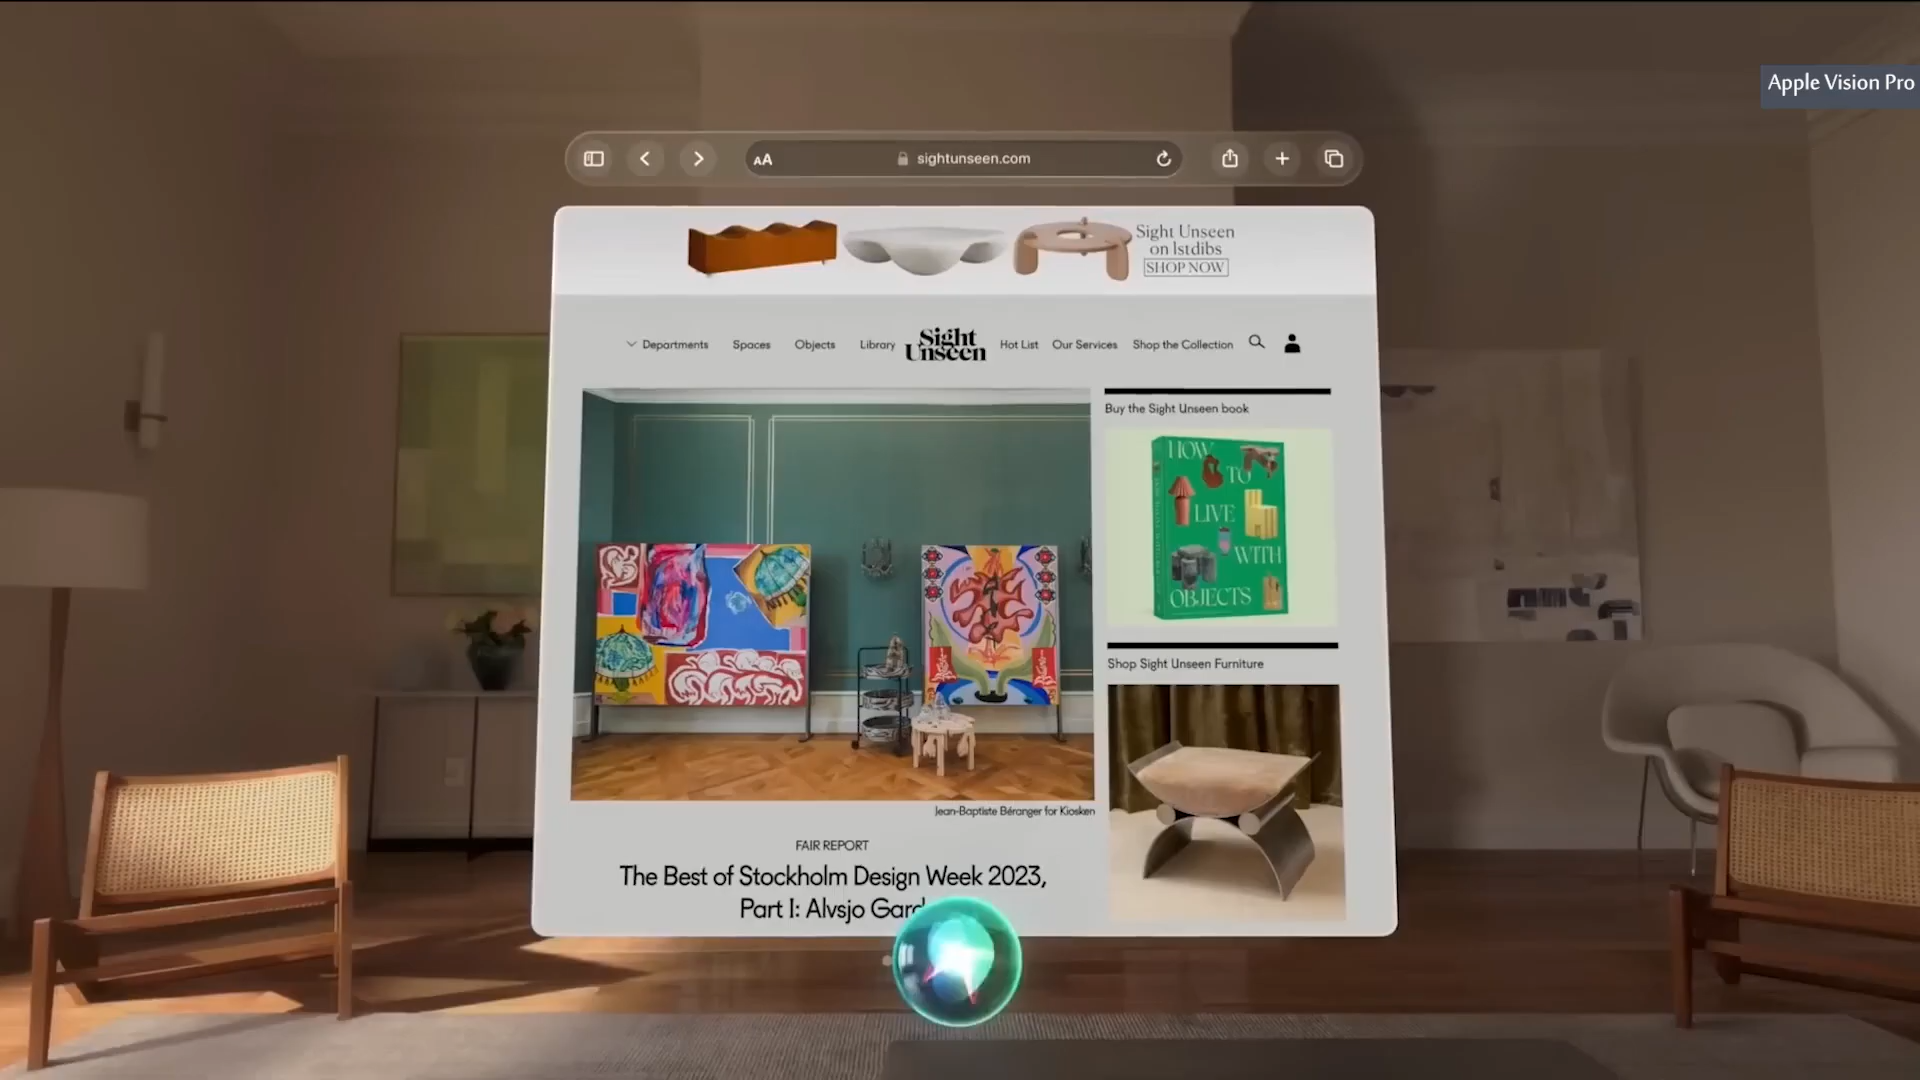 Apple Vision Pro
AA
sightunseen.com
Sight Unseen
on 1stdibs
SHOP NOW
Departments
Spaces
Objects
Library
Sight
Unseen
Hot List
Our Services
Shop the Collection
Buy the Sight Unseen book
HOW
TO
LIVE
WITH
OBJECTS
Jean-Baptiste Béranger for Kiosken
Shop Sight Unseen Furniture
FAIR REPORT
The Best of Stockholm Design Week 2023,
Part I: Alvsjo Gard